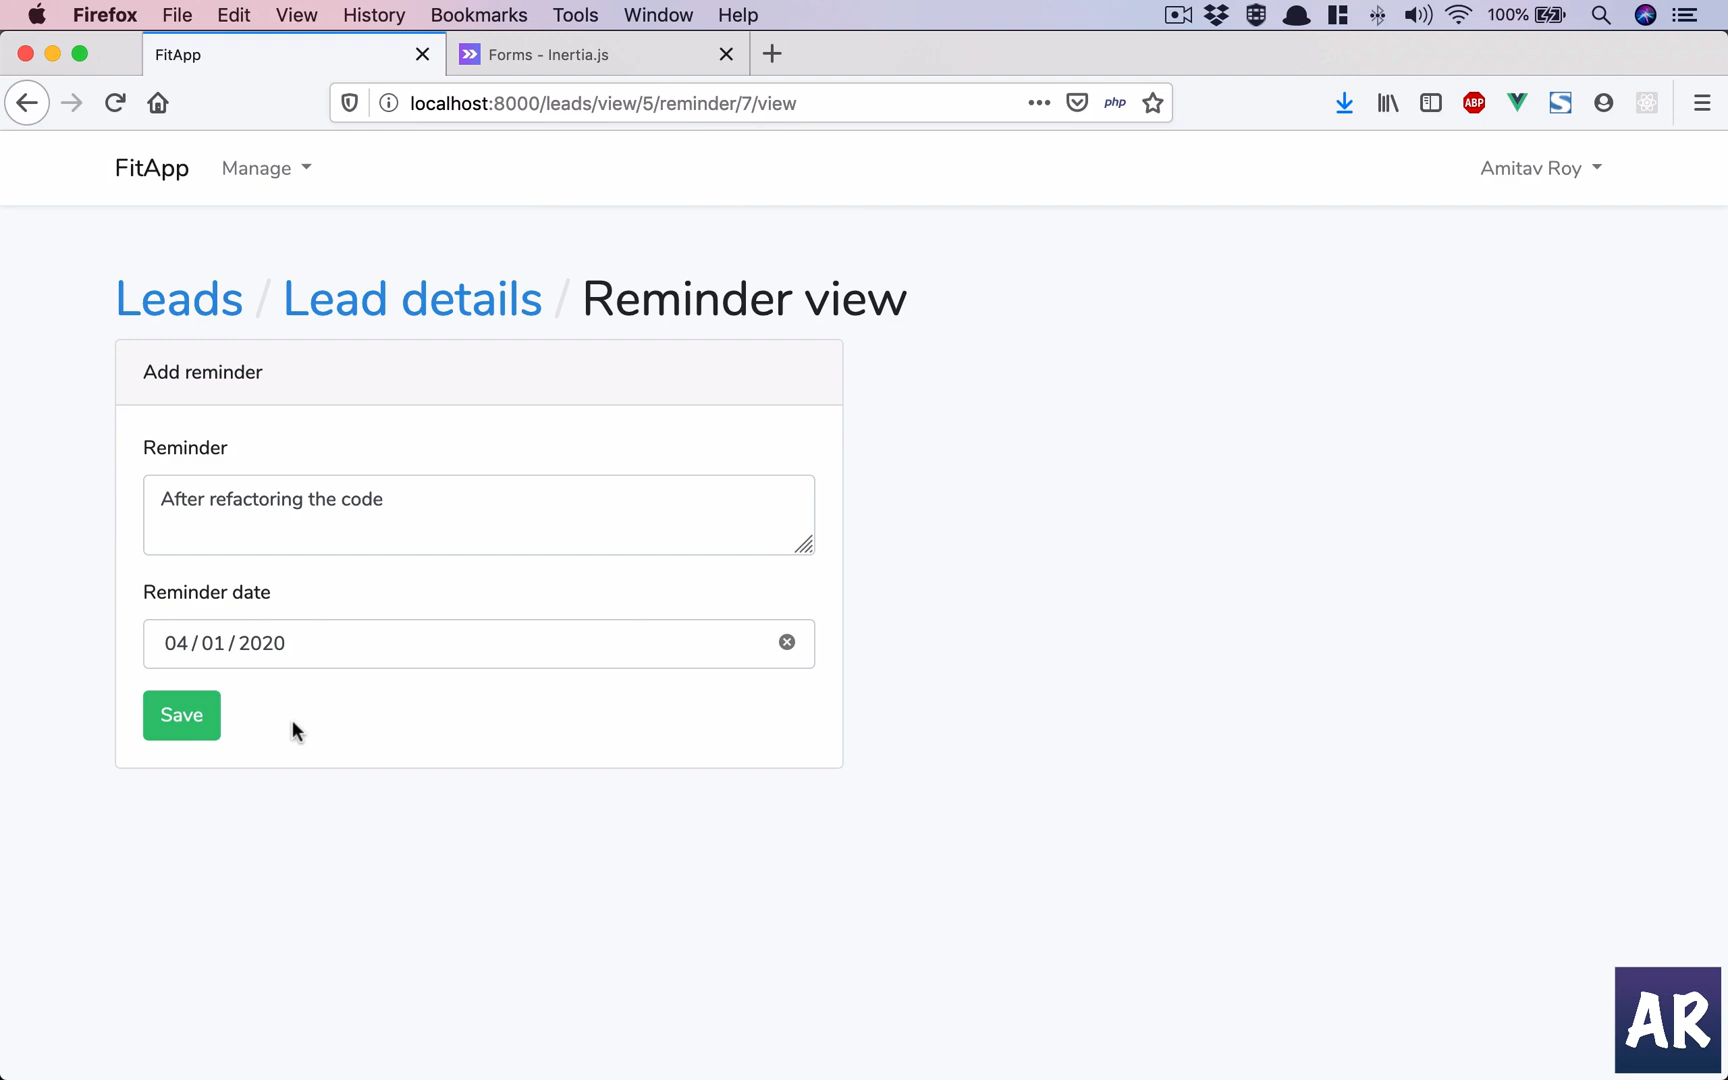 Firefox File Edit View History Bookmarks Tools Window Help 100%
FitApp Forms - Inertia.js
localhost:8000/leads/view/5/reminder/7/view php ABP S
FitApp Manage Amitav Roy
Leads / Lead details / Reminder view
Add reminder
Reminder
After refactoring the code
Reminder date
04/01/2020
Save
AR